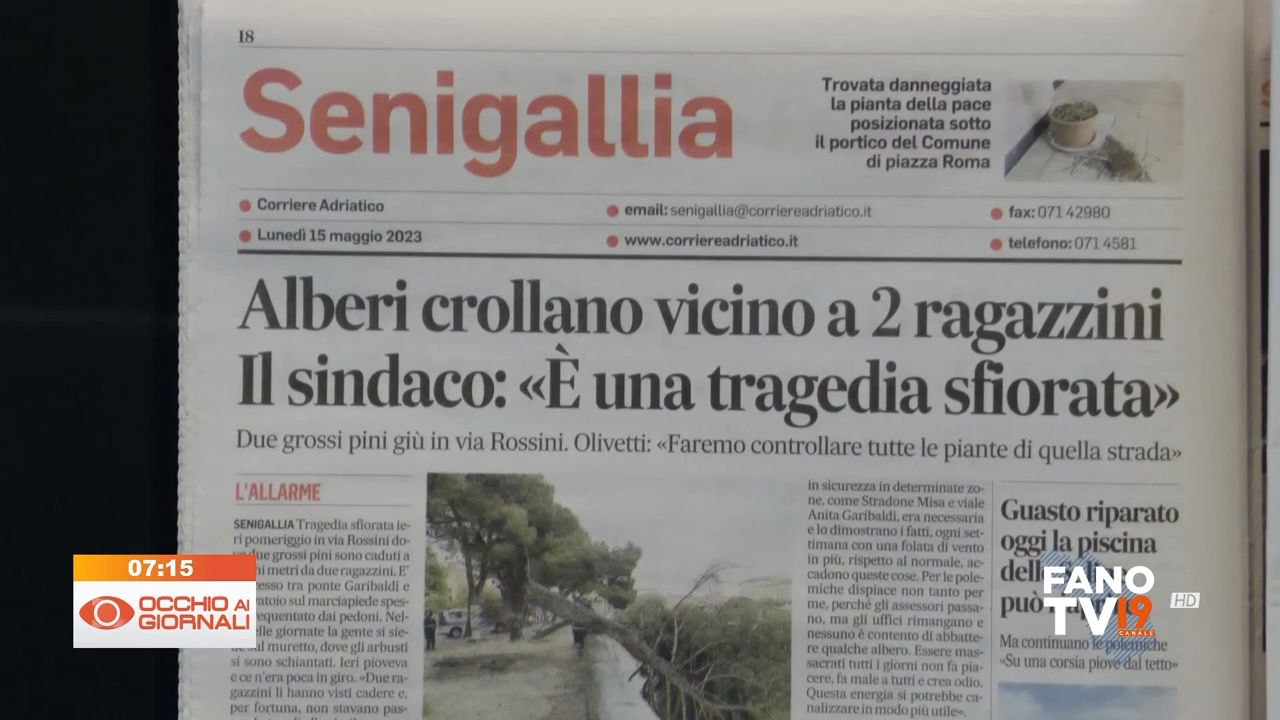 18
Senigallia
Trovata danneggiata
la pianta della pace
posizionata sotto
il portico del Comune
di piazza Roma
Corriere Adriatico
email: senigallia@corriereadriatico.it
fax: 071 42980
Lunedì 15 maggio 2023
www.corriereadriatico.it
telefono: 071 4581
Alberi crollano vicino a 2 ragazzini
Il sindaco: «È una tragedia sfiorata»
Due grossi pini giù in via Rossini. Olivetti: «Faremo controllare tutte le piante di quella strada»
L'ALLARME
SENIGALLIA Tragedia sfiorata ie-
ri pomeriggio in via Rossini do-
due grossi pini sono caduti a
metri da due ragazzini. E'
tra ponte Garibaldi e
sul marciapiede spes-
dai pedoni. Nel-
giornate la gente si sie-
sul muretto, dove gli arbusti
si sono schiantati. Ieri pioveva
e ce n'era poca in giro. «Due ra-
gazzini li hanno visti cadere e,
per fortuna, non stavano pas-
in sicurezza in determinate zo-
ne, come Stradone Misa e viale
Anita Garibaldi, era necessaria
e lo dimostrano i fatti, ogni set-
timana con una folata di vento
in più, rispetto al normale, ac-
cadono queste cose. Per le pole-
miche dispiace non tanto per
me, perché gli assessori passa-
no, ma gli uffici rimangono e
nessuno è contento di abbatte-
re qualche albero. Essere mas-
sacrati tutti i giorni non fa pia-
cere, fa male a tutti e crea odio.
Questa energia si potrebbe ca-
nalizzare in modo più utile».
Guasto riparato
oggi la piscina
può
Ma continuano le polemiche
«Su una corsia piove dal tetto»
07:15
OCCHIO AI
GIORNALI
FANO
TV19
CANALE
HD